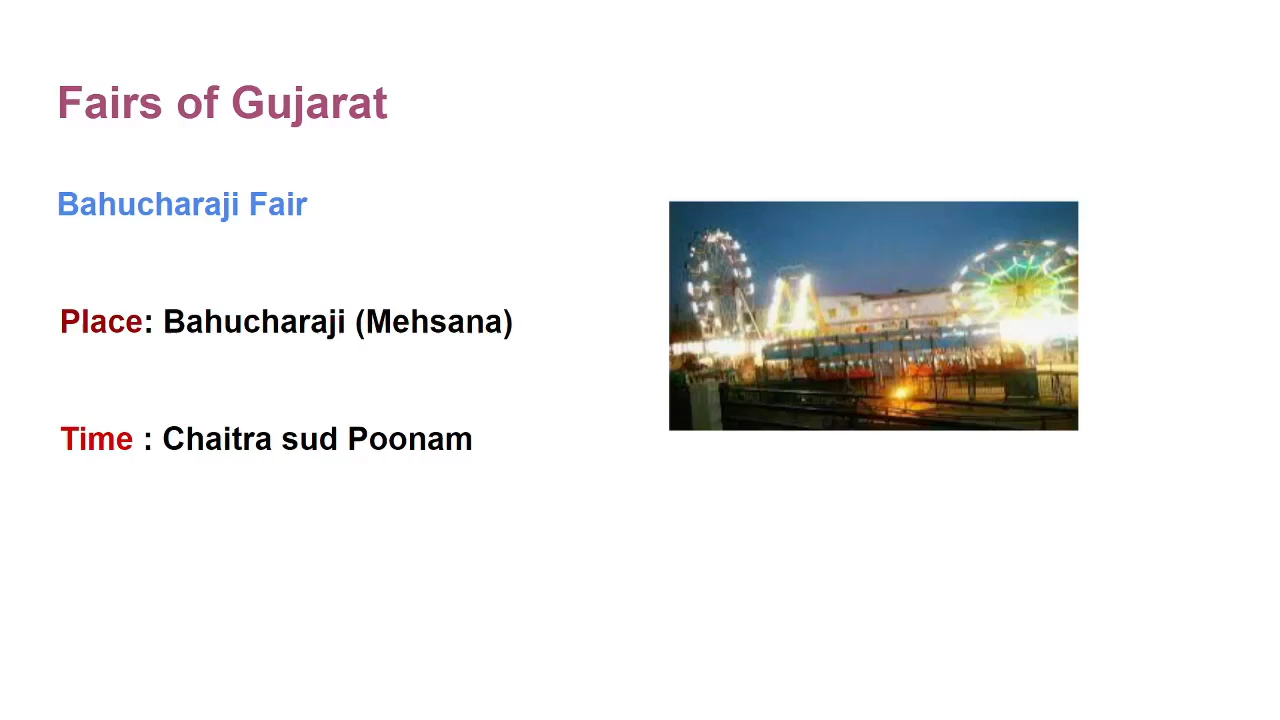 Fairs of Gujarat
Bahucharaji Fair
Place: Bahucharaji (Mehsana)
Time : Chaitra sud Poonam